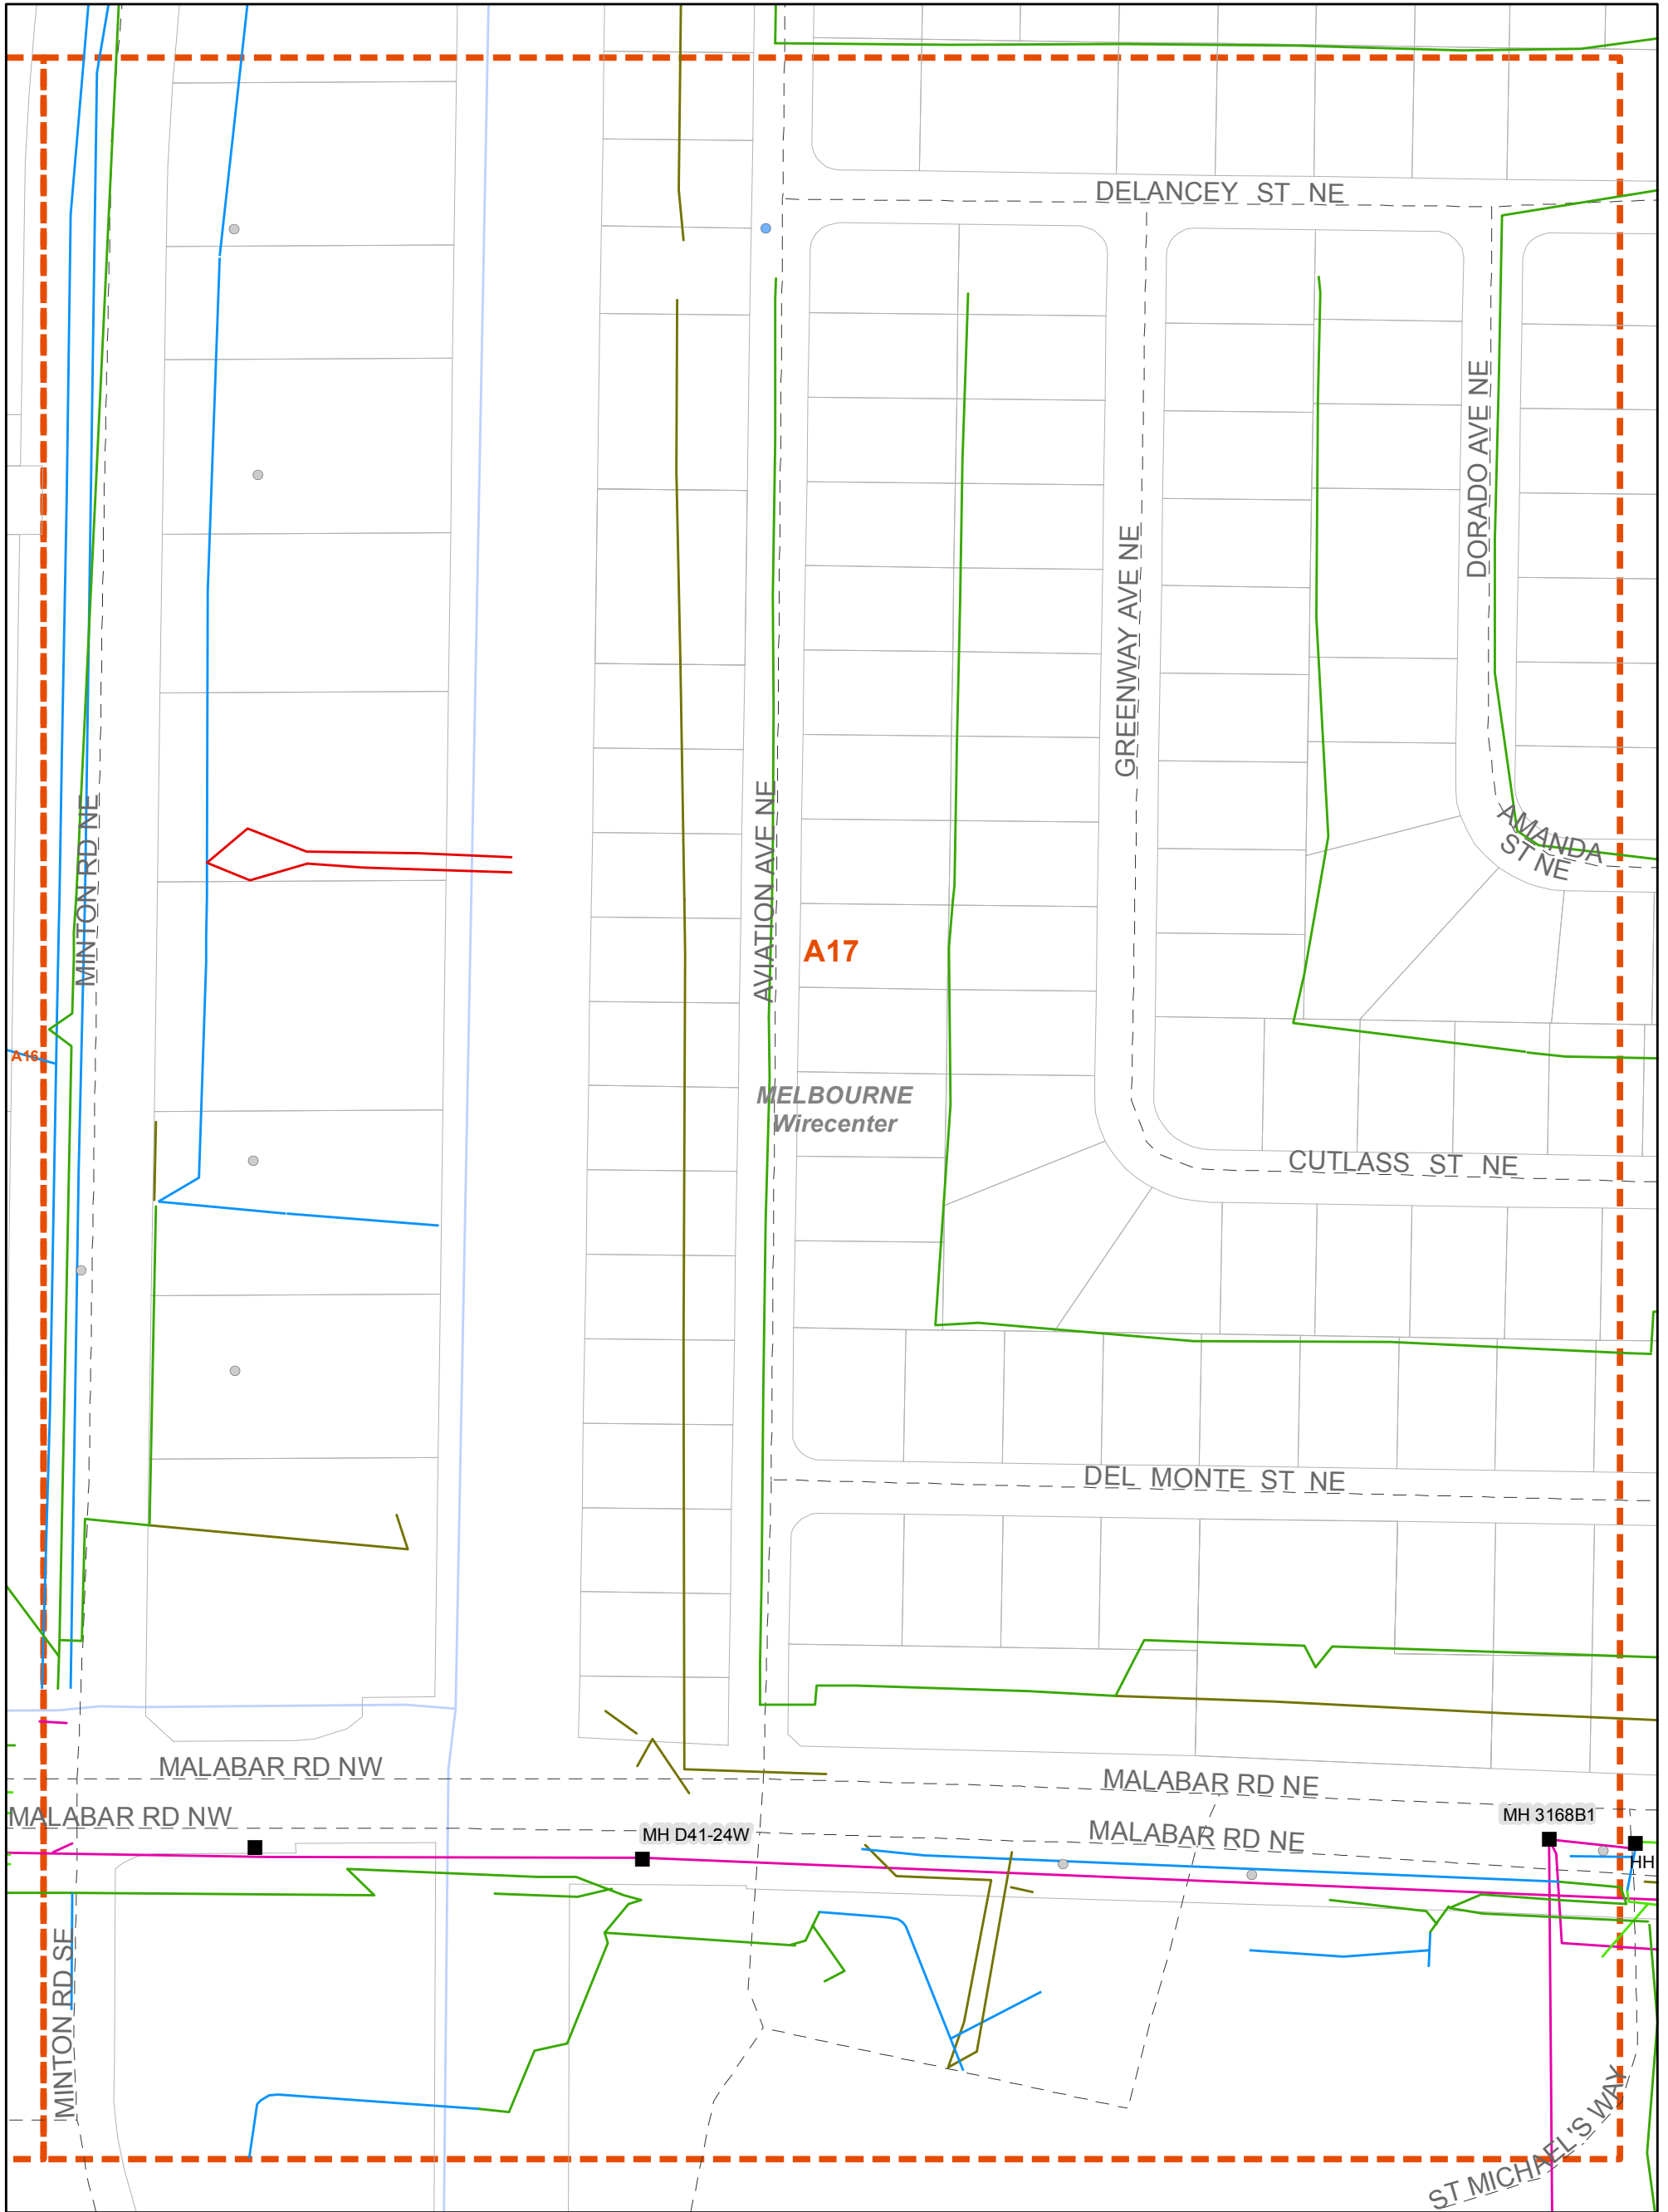 DELANCEY ST NE
DORADO AVE NE
GREENWAY AVE NE
MINTON RD NE
AVIATION AVE NE
AMANDA
ST NE
A17
A16
MELBOURNE
Wirecenter
CUTLASS ST NE
DEL MONTE ST NE
MALABAR RD NW
MALABAR RD NE
MALABAR RD NW
MH D41-24W
MALABAR RD NE
MH 3168B1
HH
MINTON RD SE
ST MICHAEL'S WAY